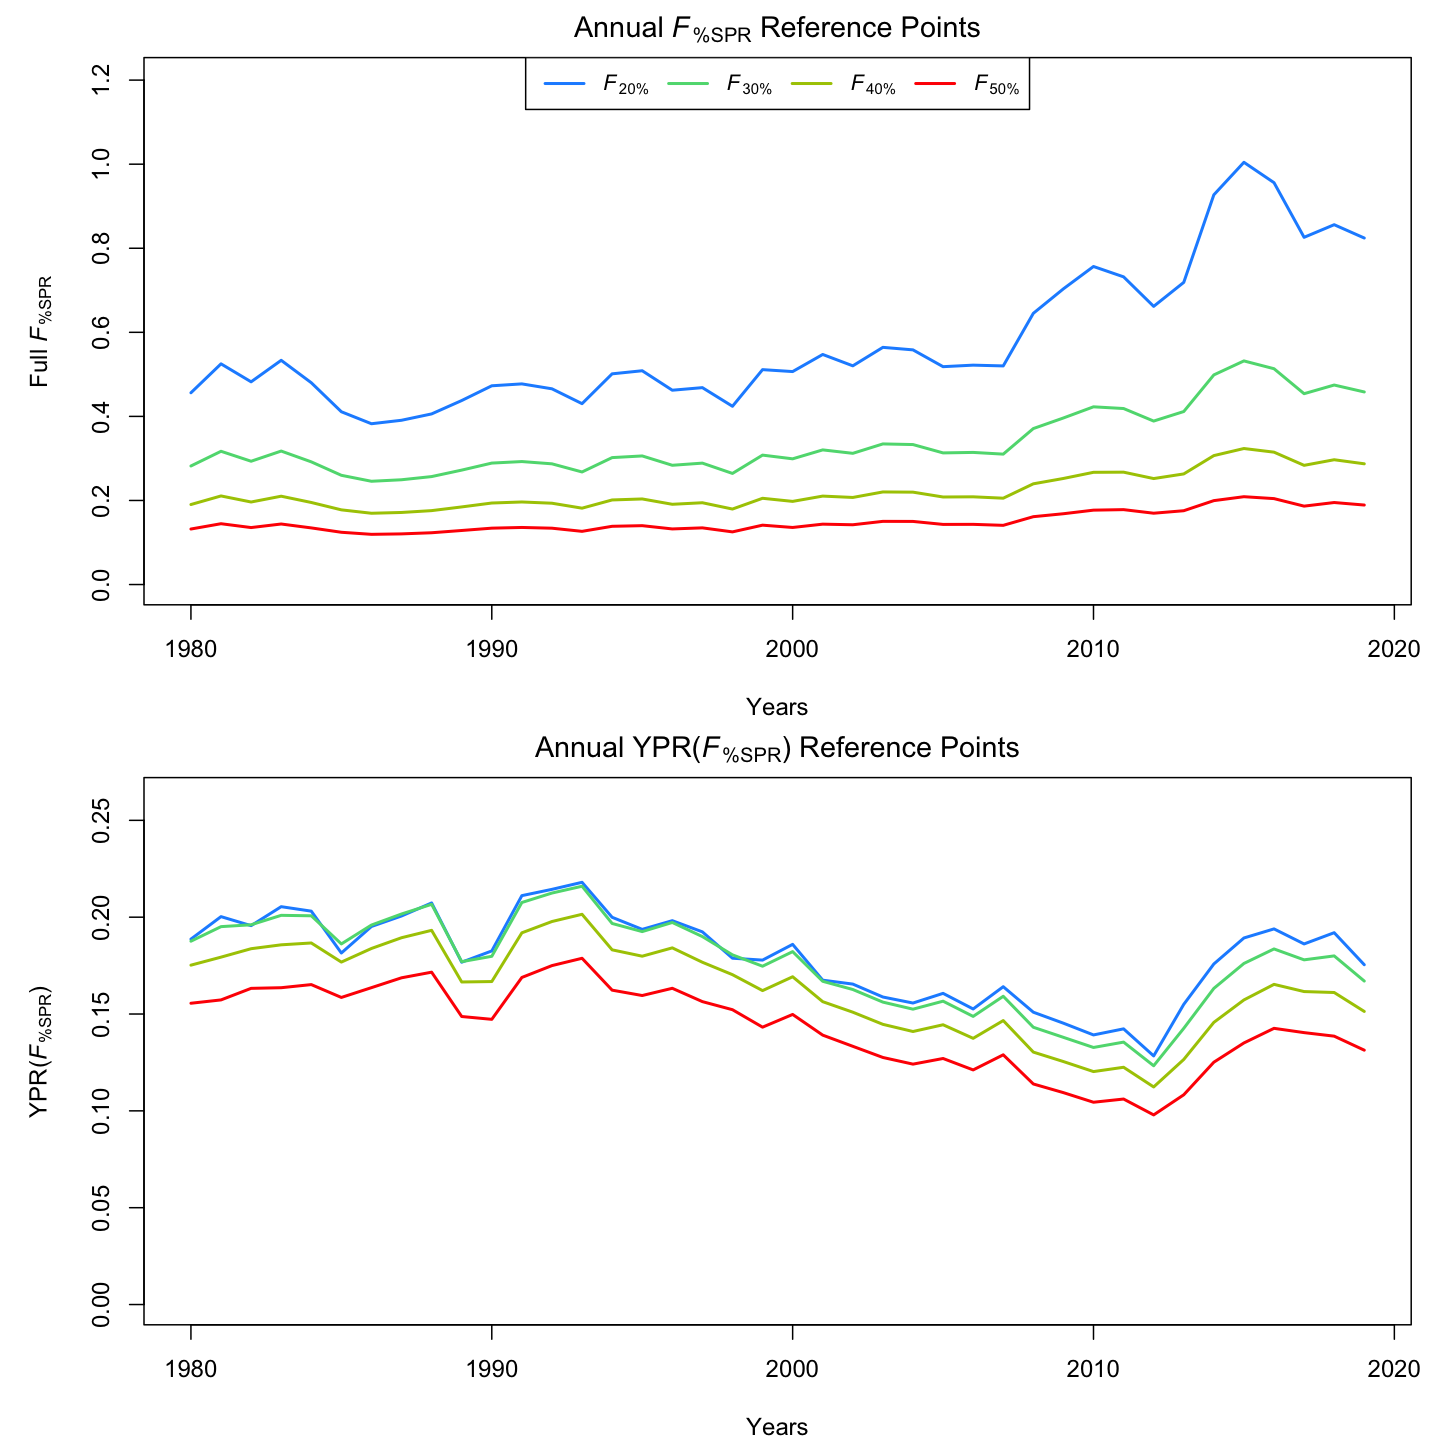 Annual F%SPR Reference Points
F20% F30% F40% F50%
Full F%SPR
1.2
1.0
0.8
0.6
0.4
0.2
0.0
1980 1990 2000 2010 2020
Years
Annual YPR(F%SPR) Reference Points
YPR(F%SPR)
0.25
0.20
0.15
0.10
0.05
0.00
1980 1990 2000 2010 2020
Years